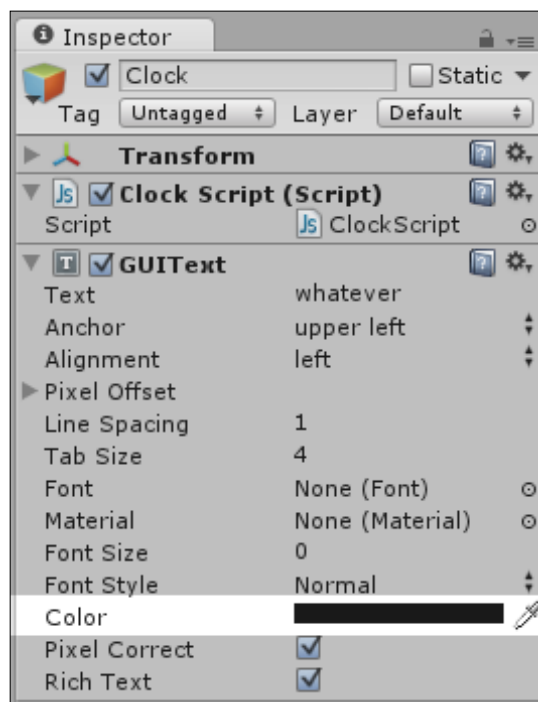 Inspector
Clock Static
Tag Untagged Layer Default
Transform
Js Clock Script (Script)
Script Js ClockScript
T GUIText
Text whatever
Anchor upper left
Alignment left
Pixel Offset
Line Spacing 1
Tab Size 4
Font None (Font)
Material None (Material)
Font Size 0
Font Style Normal
Color
Pixel Correct
Rich Text